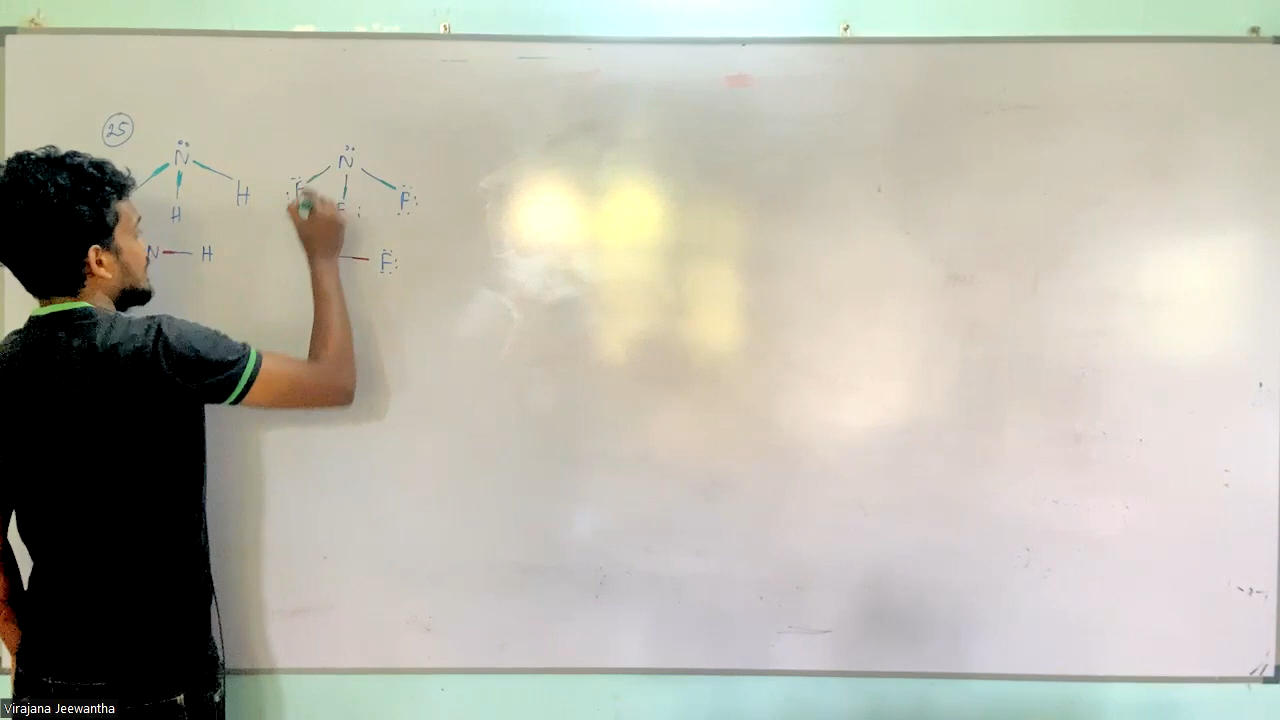 25
N N
H F F
H F
N — H — F
Virajana Jeewantha